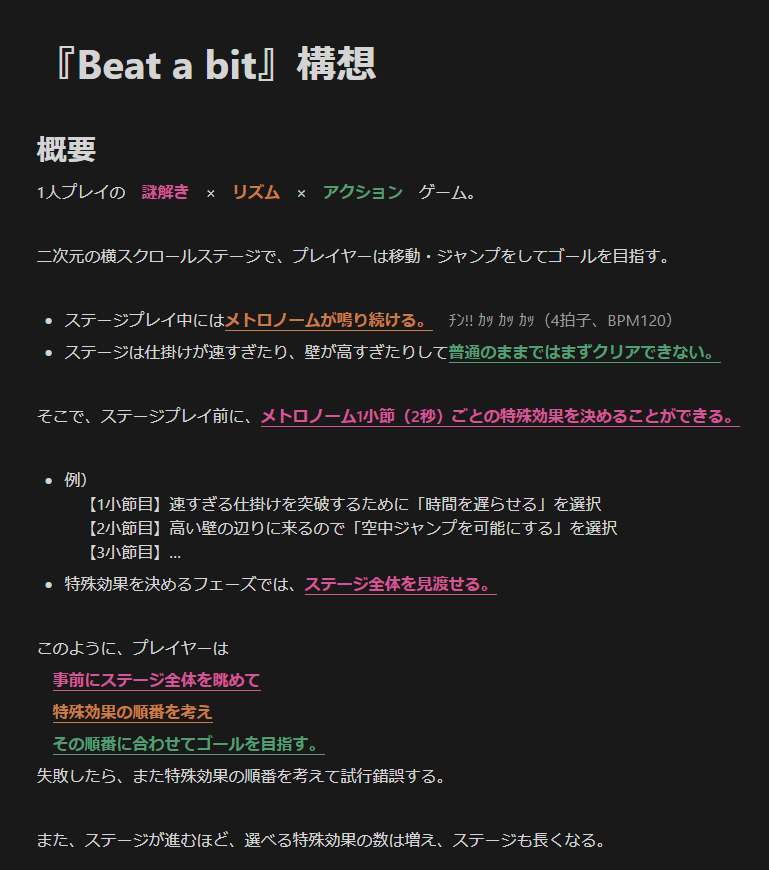 『Beat a bit』構想
概要
1人プレイの　謎解き　×　リズム　×　アクション　ゲーム。
二次元の横スクロールステージで、プレイヤーは移動・ジャンプをしてゴールを目指す。
• ステージプレイ中にはメトロノームが鳴り続ける。　ﾁﾝ!! ｶｯ ｶｯ ｶｯ（4拍子、BPM120）
• ステージは仕掛けが速すぎたり、壁が高すぎたりして普通のままではまずクリアできない。
そこで、ステージプレイ前に、メトロノーム1小節（2秒）ごとの特殊効果を決めることができる。
• 例）
【1小節目】速すぎる仕掛けを突破するために「時間を遅らせる」を選択
【2小節目】高い壁の辺りに来るので「空中ジャンプを可能にする」を選択
【3小節目】...
• 特殊効果を決めるフェーズでは、ステージ全体を見渡せる。
このように、プレイヤーは
事前にステージ全体を眺めて
特殊効果の順番を考え
その順番に合わせてゴールを目指す。
失敗したら、また特殊効果の順番を考えて試行錯誤する。
また、ステージが進むほど、選べる特殊効果の数は増え、ステージも長くなる。